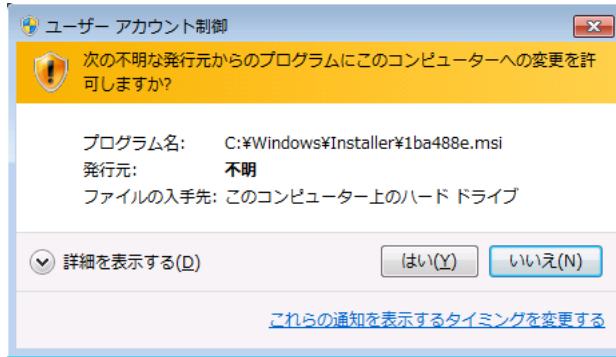 ユーザー アカウント制御
次の不明な発行元からのプログラムにこのコンピューターへの変更を許
可しますか?
プログラム名: C:¥Windows¥Installer¥1ba488e.msi
発行元: 不明
ファイルの入手先: このコンピューター上のハード ドライブ
詳細を表示する(D) はい(Y) いいえ(N)
これらの通知を表示するタイミングを変更する